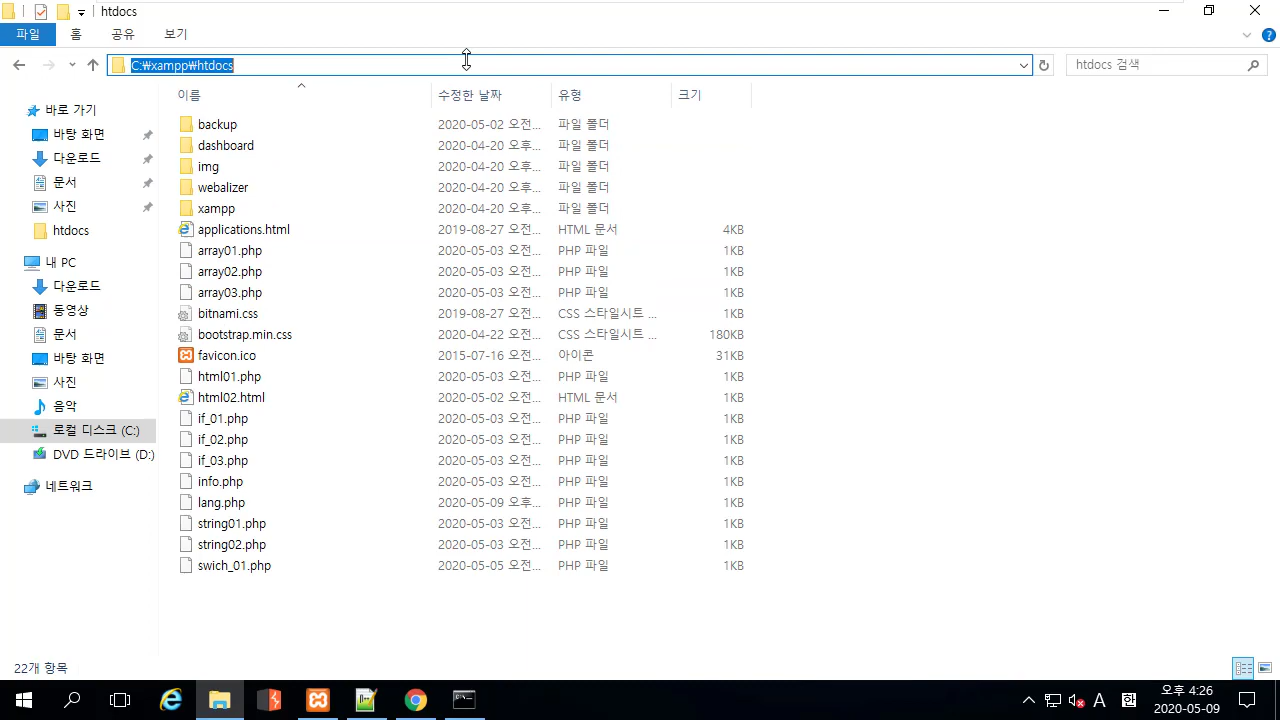 htdocs
파일 홈 공유 보기
C:₩xampp₩htdocs htdocs 검색
이름 수정한 날짜 유형 크기
바로 가기
바탕 화면
다운로드
문서
사진
htdocs
내 PC
다운로드
동영상
문서
바탕 화면
사진
음악
로컬 디스크 (C:)
DVD 드라이브 (D:)
네트워크
backup 2020-05-02 오전... 파일 폴더
dashboard 2020-04-20 오후... 파일 폴더
img 2020-04-20 오후... 파일 폴더
webalizer 2020-04-20 오후... 파일 폴더
xampp 2020-04-20 오후... 파일 폴더
applications.html 2019-08-27 오전... HTML 문서 4KB
array01.php 2020-05-03 오전... PHP 파일 1KB
array02.php 2020-05-03 오전... PHP 파일 1KB
array03.php 2020-05-03 오전... PHP 파일 1KB
bitnami.css 2019-08-27 오전... CSS 스타일시트 ... 1KB
bootstrap.min.css 2020-04-22 오전... CSS 스타일시트 ... 180KB
favicon.ico 2015-07-16 오전... 아이콘 31KB
html01.php 2020-05-03 오전... PHP 파일 1KB
html02.html 2020-05-02 오전... HTML 문서 1KB
if_01.php 2020-05-03 오전... PHP 파일 1KB
if_02.php 2020-05-03 오전... PHP 파일 1KB
if_03.php 2020-05-03 오전... PHP 파일 1KB
info.php 2020-05-03 오전... PHP 파일 1KB
lang.php 2020-05-09 오후... PHP 파일 1KB
string01.php 2020-05-03 오전... PHP 파일 1KB
string02.php 2020-05-03 오전... PHP 파일 1KB
swich_01.php 2020-05-05 오전... PHP 파일 1KB
22개 항목
A 한 오후 4:26
2020-05-09